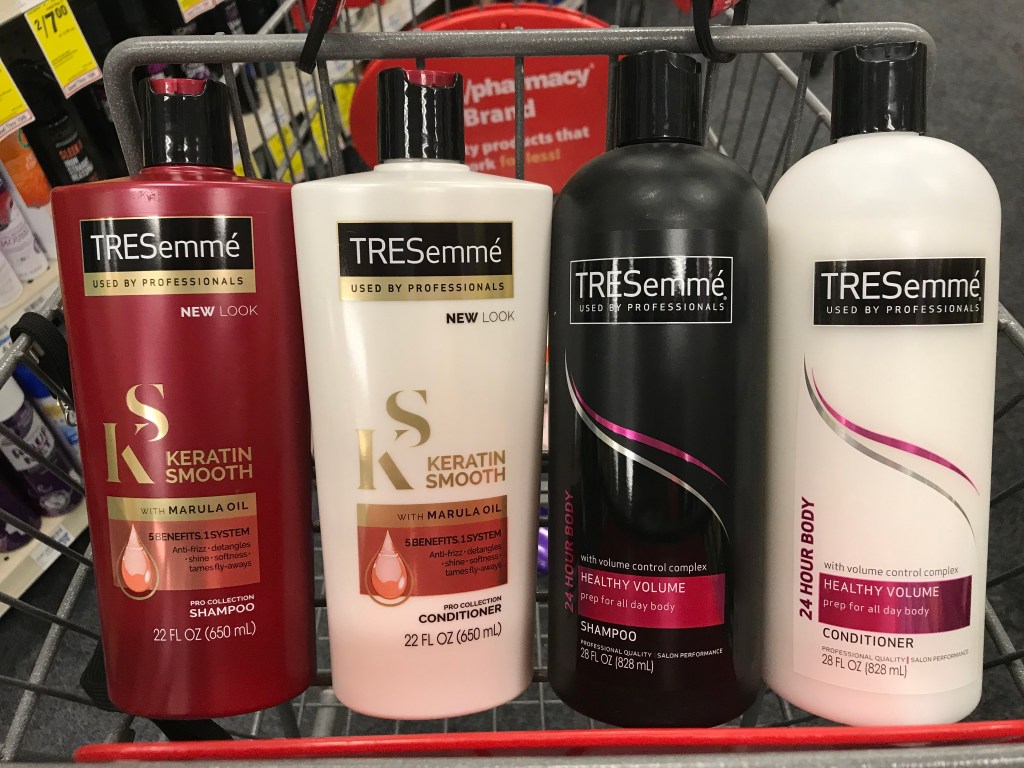 2/7.00
/pharmacy
Brand
ty products that
rk for less!
TRESemmé
USED BY PROFESSIONALS
NEW LOOK
KS
KERATIN
SMOOTH
WITH MARULA OIL
5 BENEFITS, 1 SYSTEM
Anti-frizz • detangles
• shine • softness •
tames fly-aways
PRO COLLECTION
SHAMPOO
22 FL OZ (650 mL)
TRESemmé
USED BY PROFESSIONALS
NEW LOOK
KS
KERATIN
SMOOTH
WITH MARULA OIL
5 BENEFITS, 1 SYSTEM
Anti-frizz • detangles
• shine • softness •
tames fly-aways
PRO COLLECTION
CONDITIONER
22 FL OZ (650 mL)
TRESemmé®
USED BY PROFESSIONALS
24 HOUR BODY
with volume control complex
HEALTHY VOLUME
prep for all day body
SHAMPOO
PROFESSIONAL QUALITY | SALON PERFORMANCE
28 FL OZ (828 mL)
TRESemmé®
USED BY PROFESSIONALS
24 HOUR BODY
with volume control complex
HEALTHY VOLUME
prep for all day body
CONDITIONER
PROFESSIONAL QUALITY | SALON PERFORMANCE
28 FL OZ (828 mL)